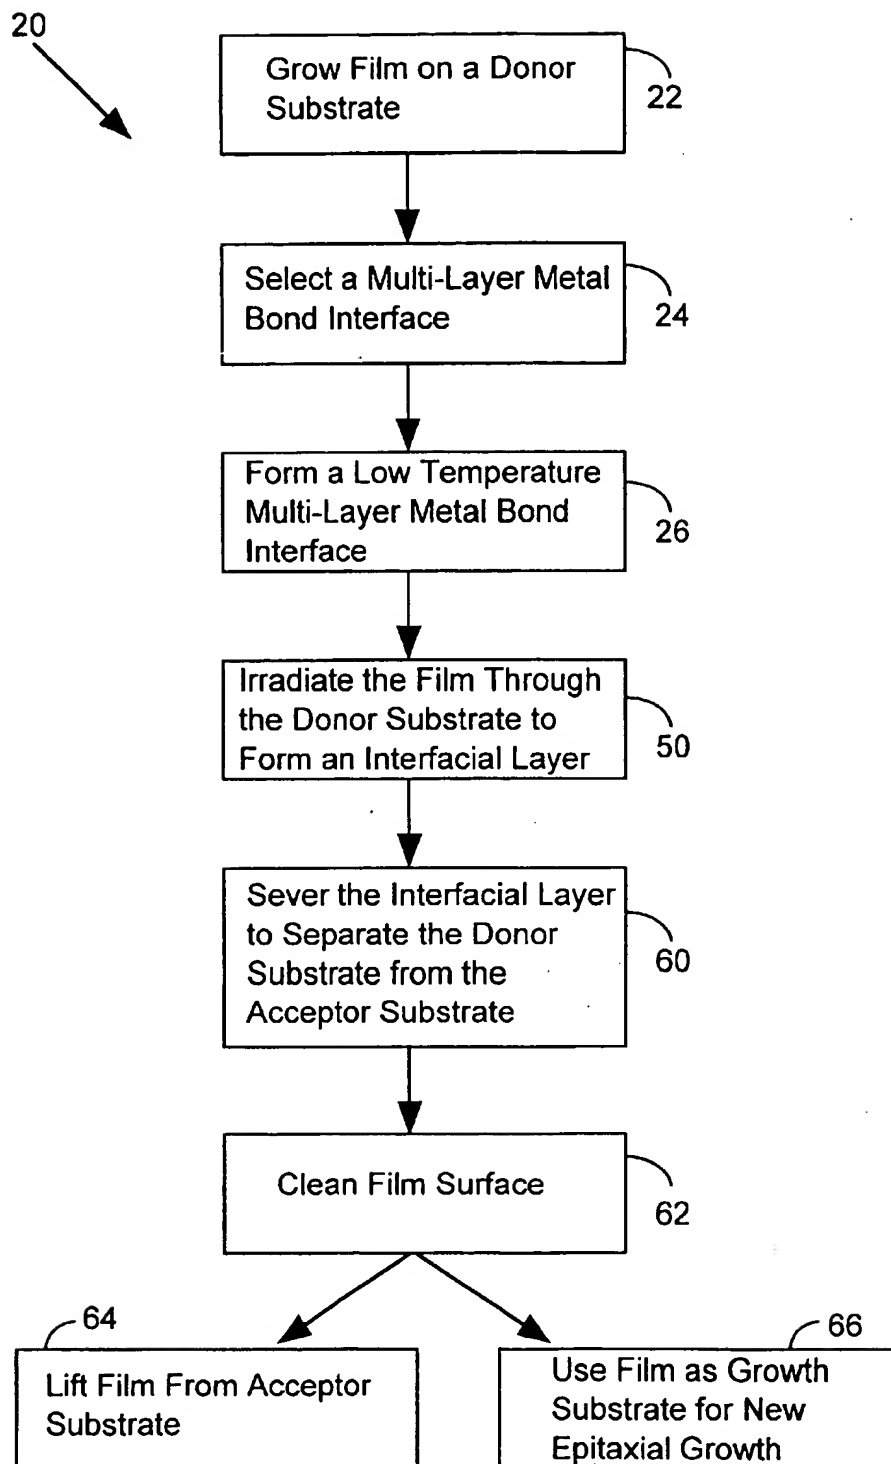 20
Grow Film on a Donor
Substrate
22
Select a Multi-Layer Metal
Bond Interface
24
Form a Low Temperature
Multi-Layer Metal Bond
Interface
26
Irradiate the Film Through
the Donor Substrate to
Form an Interfacial Layer
50
Sever the Interfacial Layer
to Separate the Donor
Substrate from the
Acceptor Substrate
60
Clean Film Surface
62
64
Lift Film From Acceptor
Substrate
66
Use Film as Growth
Substrate for New
Epitaxial Growth